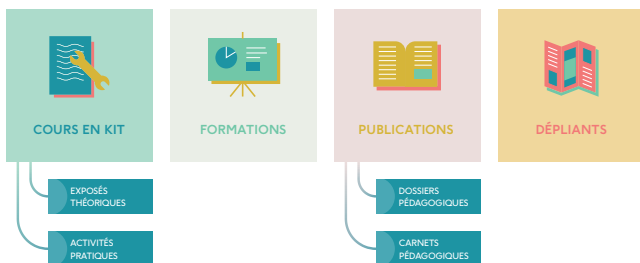 COURS EN KIT
FORMATIONS
PUBLICATIONS
DÉPLIANTS
EXPOSÉS
THÉORIQUES
ACTIVITÉS
PRATIQUES
DOSSIERS
PÉDAGOGIQUES
CARNETS
PÉDAGOGIQUES